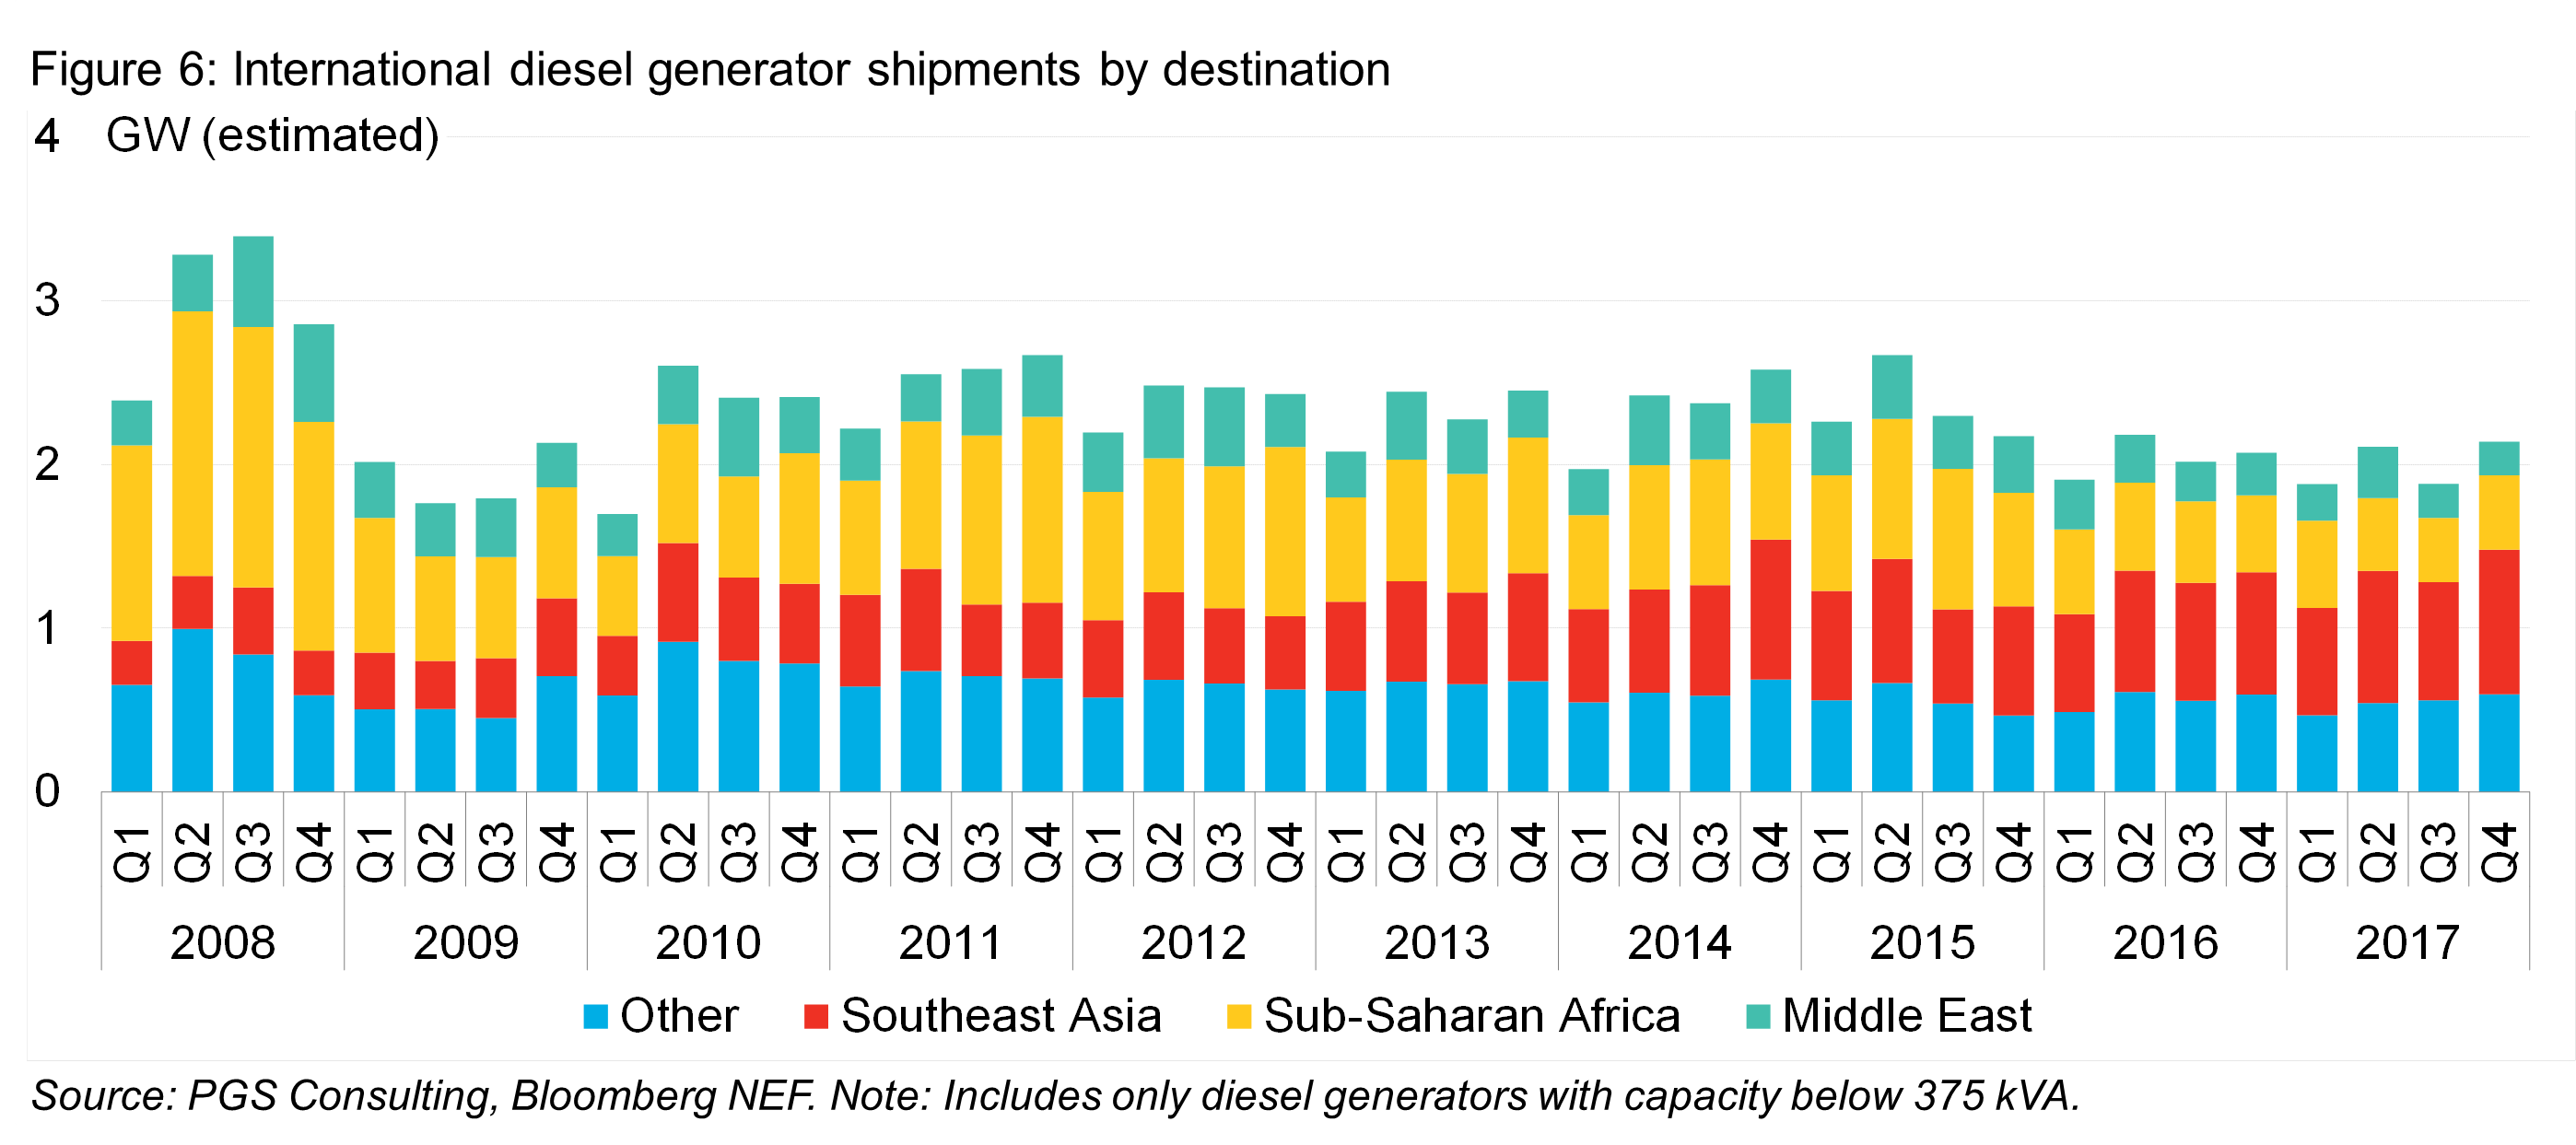 Figure 6: International diesel generator shipments by destination
4 GW (estimated)
3
2
1
0
Q1 Q2 Q3 Q4 Q1 Q2 Q3 Q4 Q1 Q2 Q3 Q4 Q1 Q2 Q3 Q4 Q1 Q2 Q3 Q4 Q1 Q2 Q3 Q4 Q1 Q2 Q3 Q4 Q1 Q2 Q3 Q4 Q1 Q2 Q3 Q4 Q1 Q2 Q3 Q4
2008 2009 2010 2011 2012 2013 2014 2015 2016 2017
Other Southeast Asia Sub-Saharan Africa Middle East
Source: PGS Consulting, Bloomberg NEF. Note: Includes only diesel generators with capacity below 375 kVA.